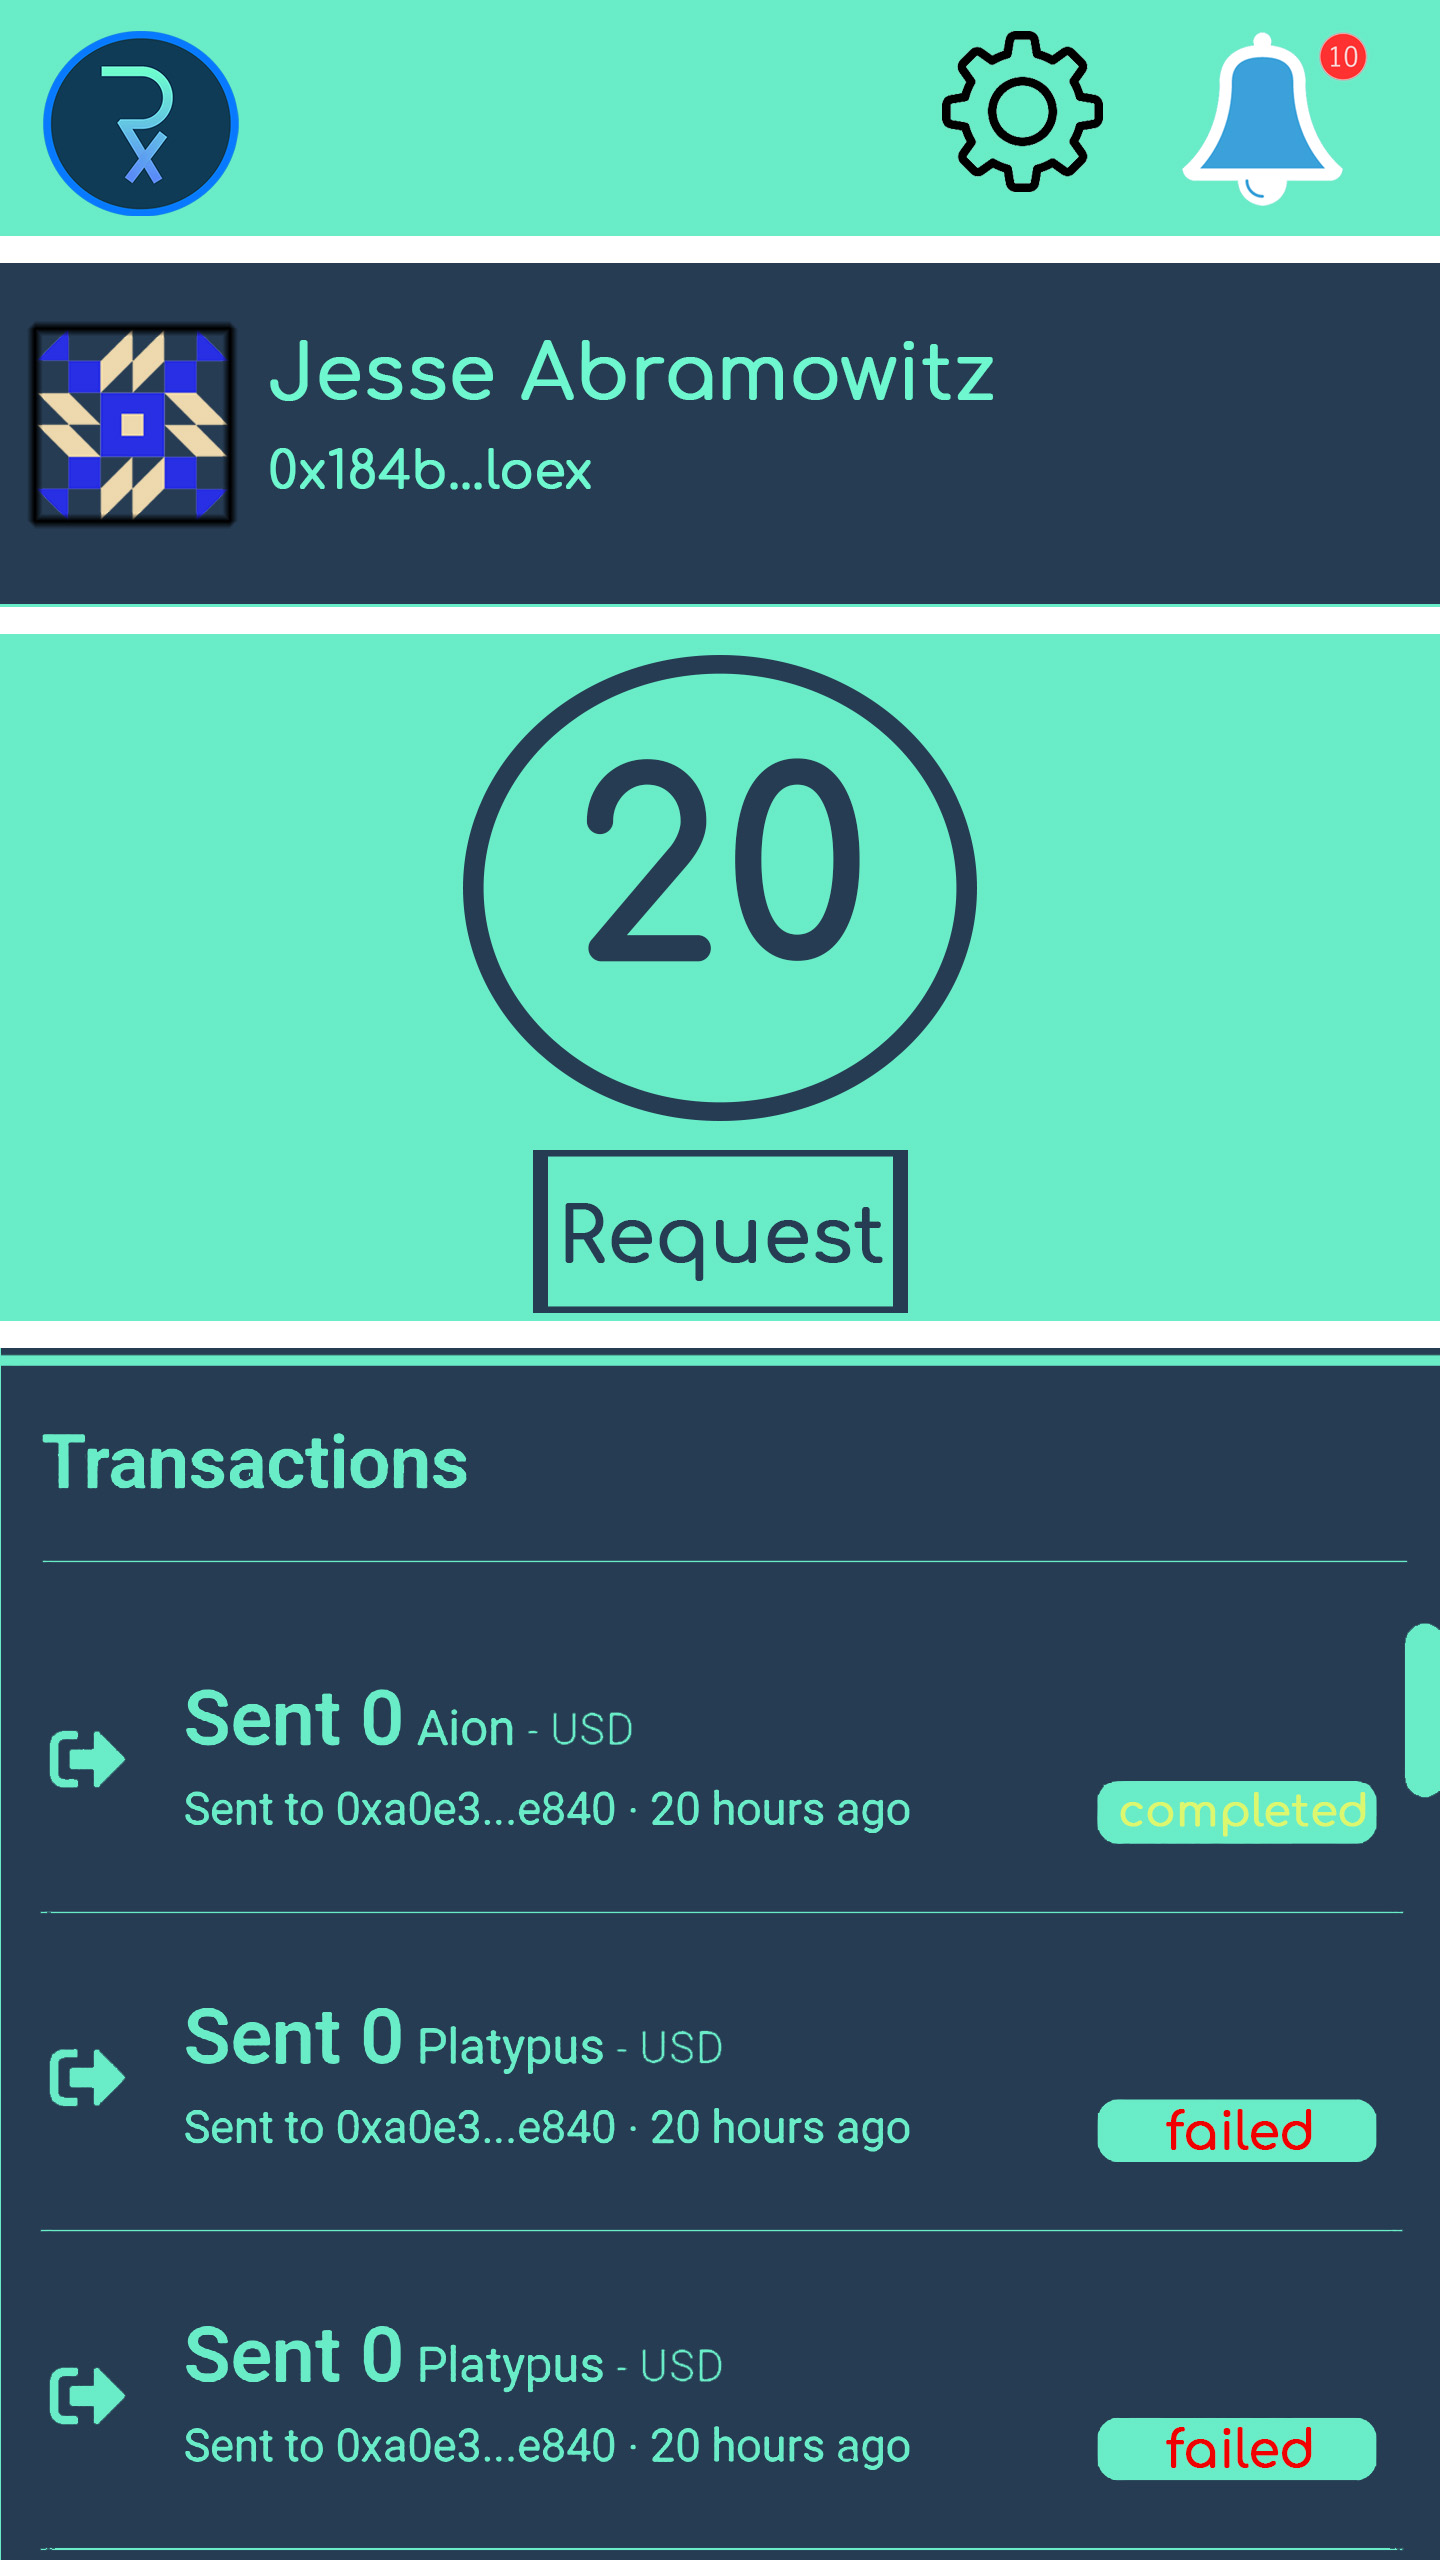 Rx
10
Jesse Abramowitz
0x184b...loex
20
Request
Transactions
Sent 0 Aion - USD
Sent to 0xa0e3...e840 · 20 hours ago
completed
Sent 0 Platypus - USD
Sent to 0xa0e3...e840 · 20 hours ago
failed
Sent 0 Platypus - USD
Sent to 0xa0e3...e840 · 20 hours ago
failed